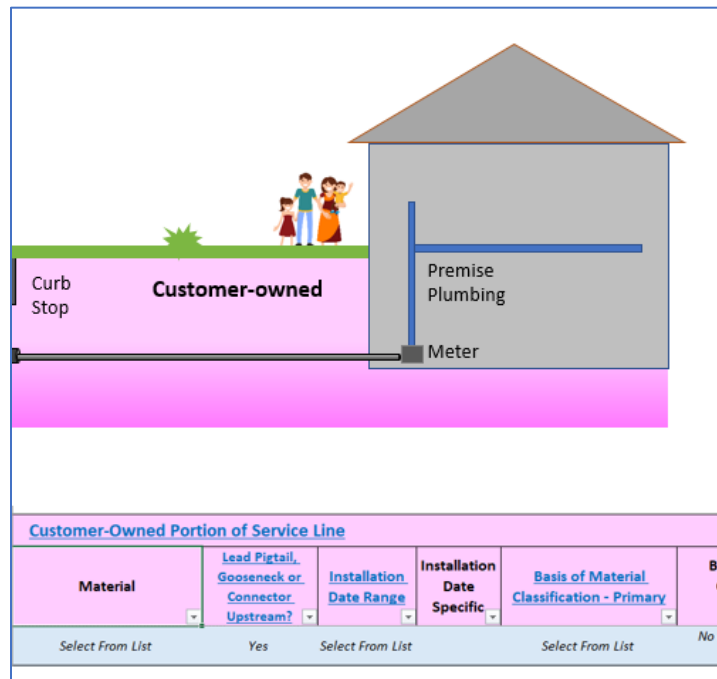 Curb
Stop
Customer-owned
Premise
Plumbing
Meter
Customer-Owned Portion of Service Line
Material
Lead Pigtail,
Gooseneck or
Connector
Upstream?
Installation
Date Range
Installation
Date
Specific
Basis of Material
Classification - Primary
Select From List
Yes
Select From List
Select From List
No